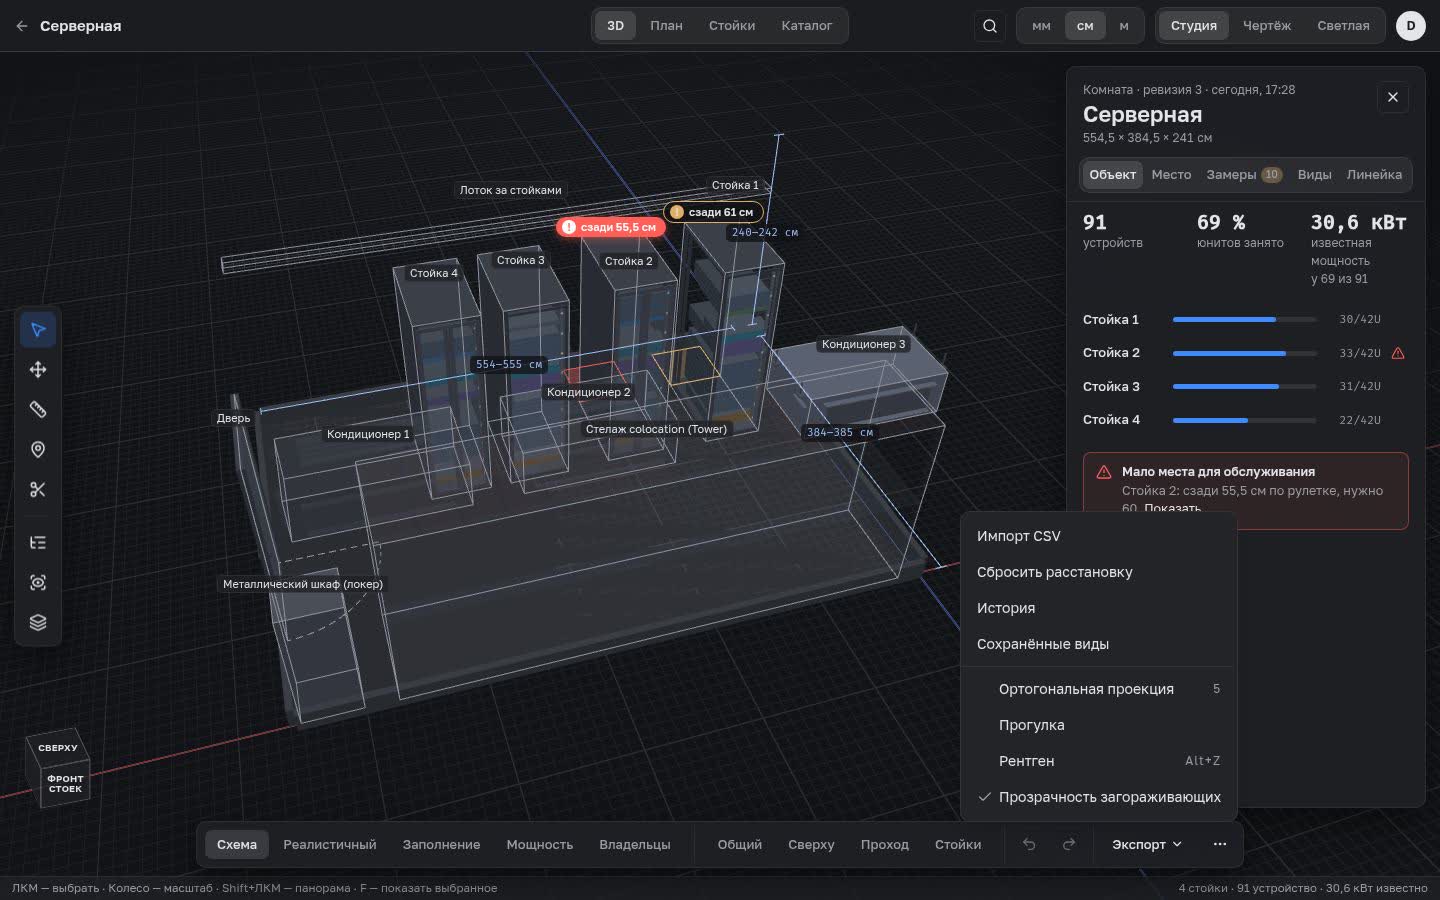 Серверная
3D План Стойки Каталог
мм см м
Студия Чертёж Светлая
D
Комната · ревизия 3 · сегодня, 17:28
Серверная
554,5 × 384,5 × 241 см
Объект Место Замеры 10 Виды Линейка
91
устройств
69 %
юнитов занято
30,6 кВт
известная
мощность
у 69 из 91
Стойка 1 30/42U
Стойка 2 33/42U
Стойка 3 31/42U
Стойка 4 22/42U
Мало места для обслуживания
Стойка 2: сзади 55,5 см по рулетке, нужно
60. Показать
Лоток за стойками
Стойка 1
! сзади 61 см
! сзади 55,5 см
240–242 см
Стойка 4
Стойка 3
Стойка 2
Кондиционер 3
554–555 см
Кондиционер 2
Дверь
Кондиционер 1
Стелаж colocation (Tower)
384–385 см
Металлический шкаф (локер)
Импорт CSV
Сбросить расстановку
История
Сохранённые виды
Ортогональная проекция 5
Прогулка
Рентген Alt+Z
Прозрачность загораживающих
СВЕРХУ
ФРОНТ
СТОЕК
Схема Реалистичный Заполнение Мощность Владельцы Общий Сверху Проход Стойки Экспорт
ЛКМ — выбрать · Колесо — масштаб · Shift+ЛКМ — панорама · F — показать выбранное
4 стойки · 91 устройство · 30,6 кВт известно